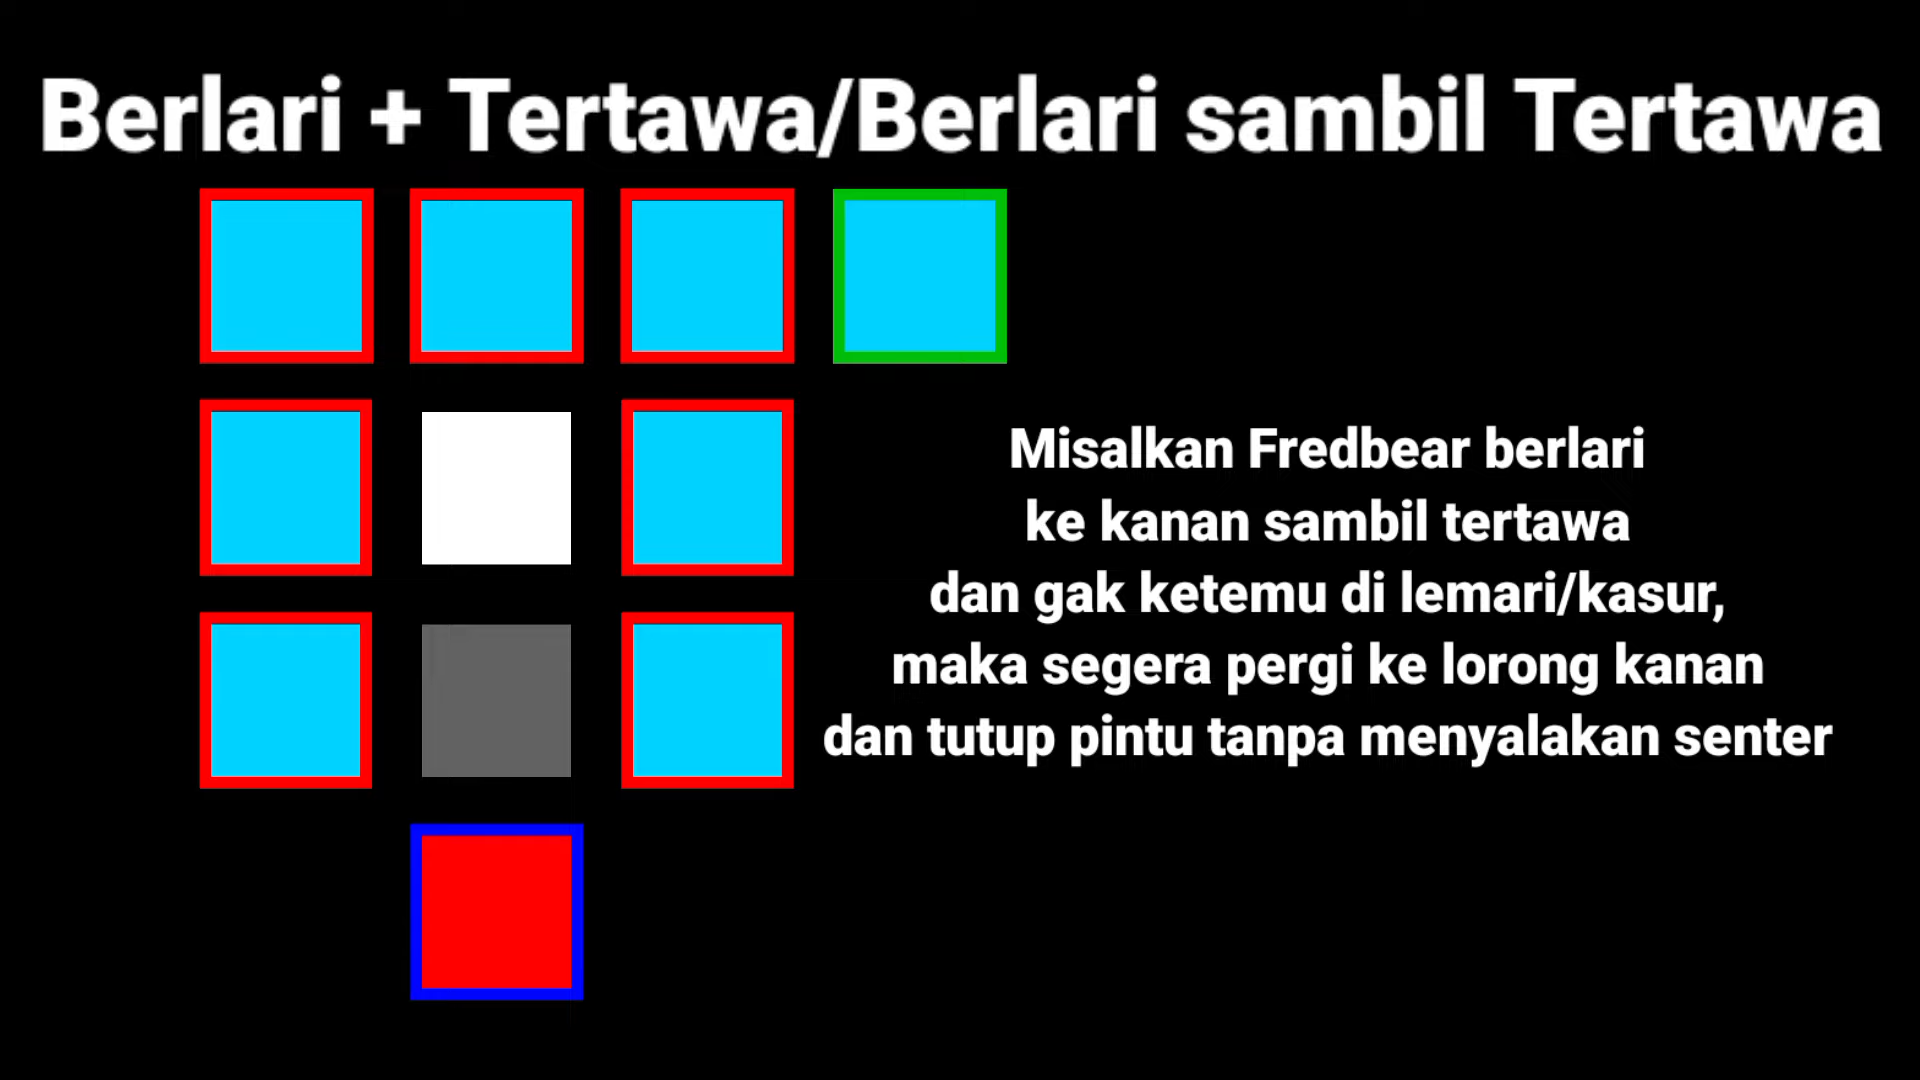 Berlari + Tertawa/Berlari sambil Tertawa
Misalkan Fredbear berlari
ke kanan sambil tertawa
dan gak ketemu di lemari/kasur,
maka segera pergi ke lorong kanan
dan tutup pintu tanpa menyalakan senter